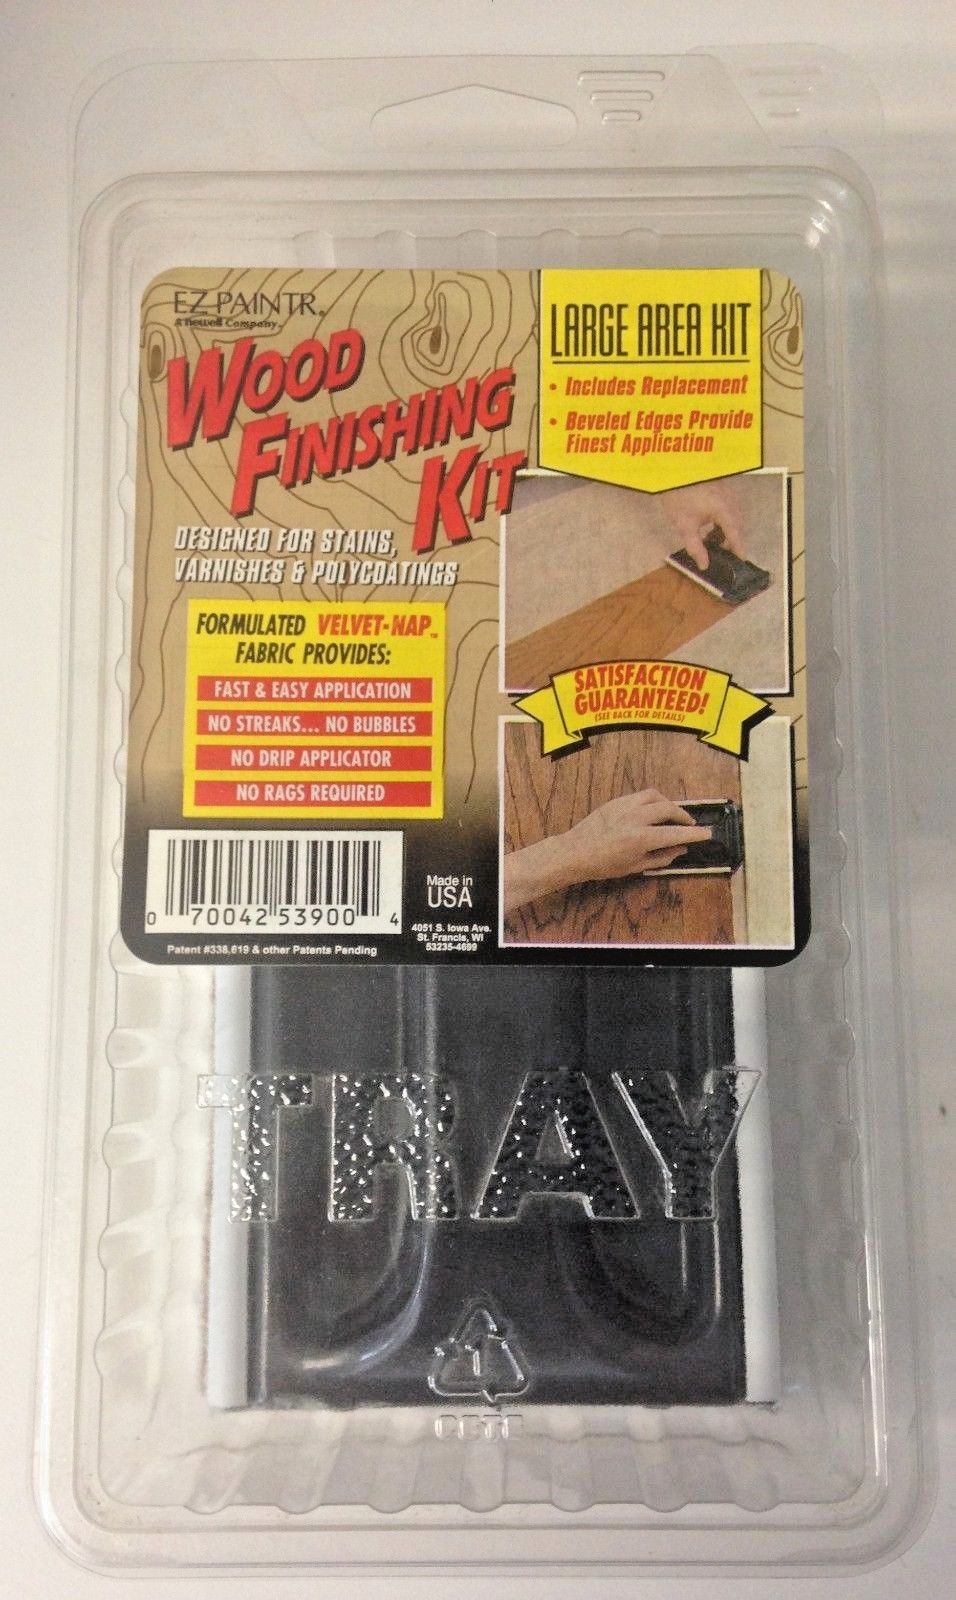 EZ PAINTR®
A newell Company™
WOOD
FINISHING
KIT
DESIGNED FOR STAINS,
VARNISHES & POLYCOATINGS
FORMULATED VELVET-NAP™
FABRIC PROVIDES:
FAST & EASY APPLICATION
NO STREAKS... NO BUBBLES
NO DRIP APPLICATOR
NO RAGS REQUIRED
LARGE AREA KIT
• Includes Replacement
• Beveled Edges Provide
Finest Application
SATISFACTION
GUARANTEED!
(SEE BACK FOR DETAILS)
0 70042 53900 4
Patent #338,619 & other Patents Pending
Made in
USA
4051 S. Iowa Ave.
St. Francis, WI
53235-4699
TRAY
1
PETE